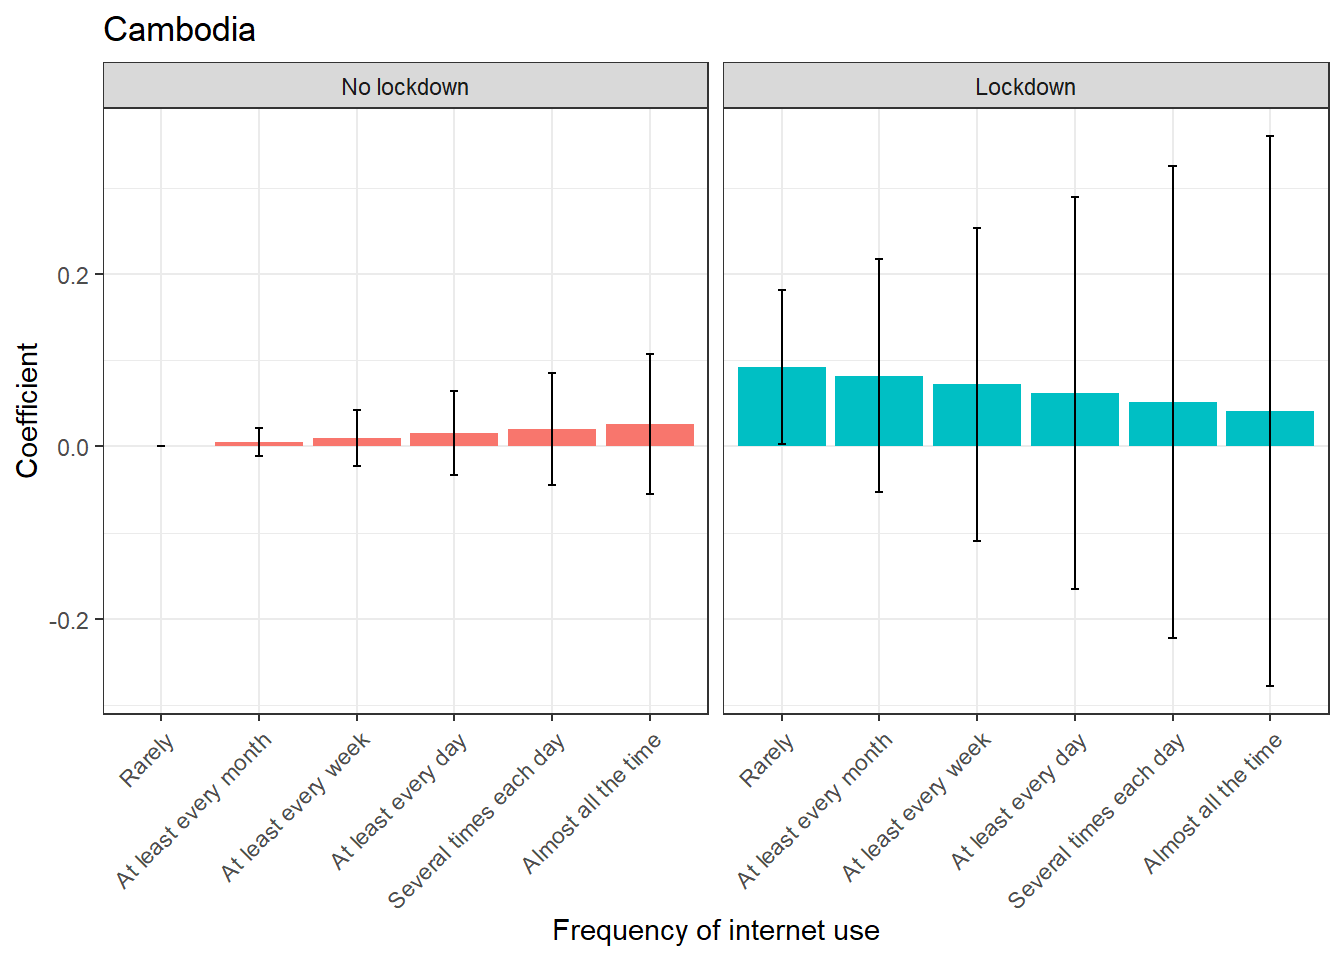 Cambodia
No lockdown
Lockdown
Coefficient
0.2
0.0
-0.2
Rarely
At least every month
At least every week
At least every day
Several times each day
Almost all the time
Rarely
At least every month
At least every week
At least every day
Several times each day
Almost all the time
Frequency of internet use